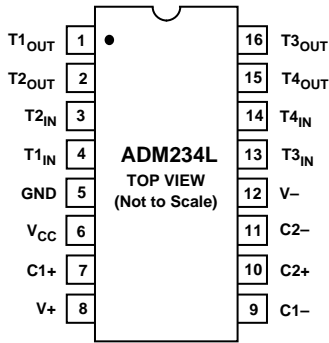 T1OUT 1 16 T3OUT
T2OUT 2 15 T4OUT
T2IN 3 14 T4IN
T1IN 4 ADM234L 13 T3IN
TOP VIEW
GND 5 (Not to Scale) 12 V–
VCC 6 11 C2–
C1+ 7 10 C2+
V+ 8 9 C1–